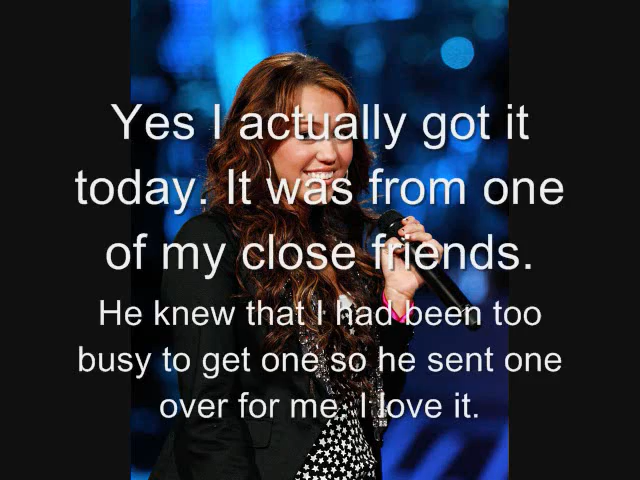 Yes I actually got it
today. It was from one
of my close friends.
He knew that I had been too
busy to get one so he sent one
over for me. I love it.